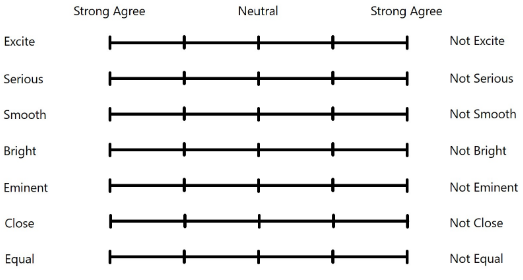 Strong Agree Neutral Strong Agree
Excite Not Excite
Serious Not Serious
Smooth Not Smooth
Bright Not Bright
Eminent Not Eminent
Close Not Close
Equal Not Equal